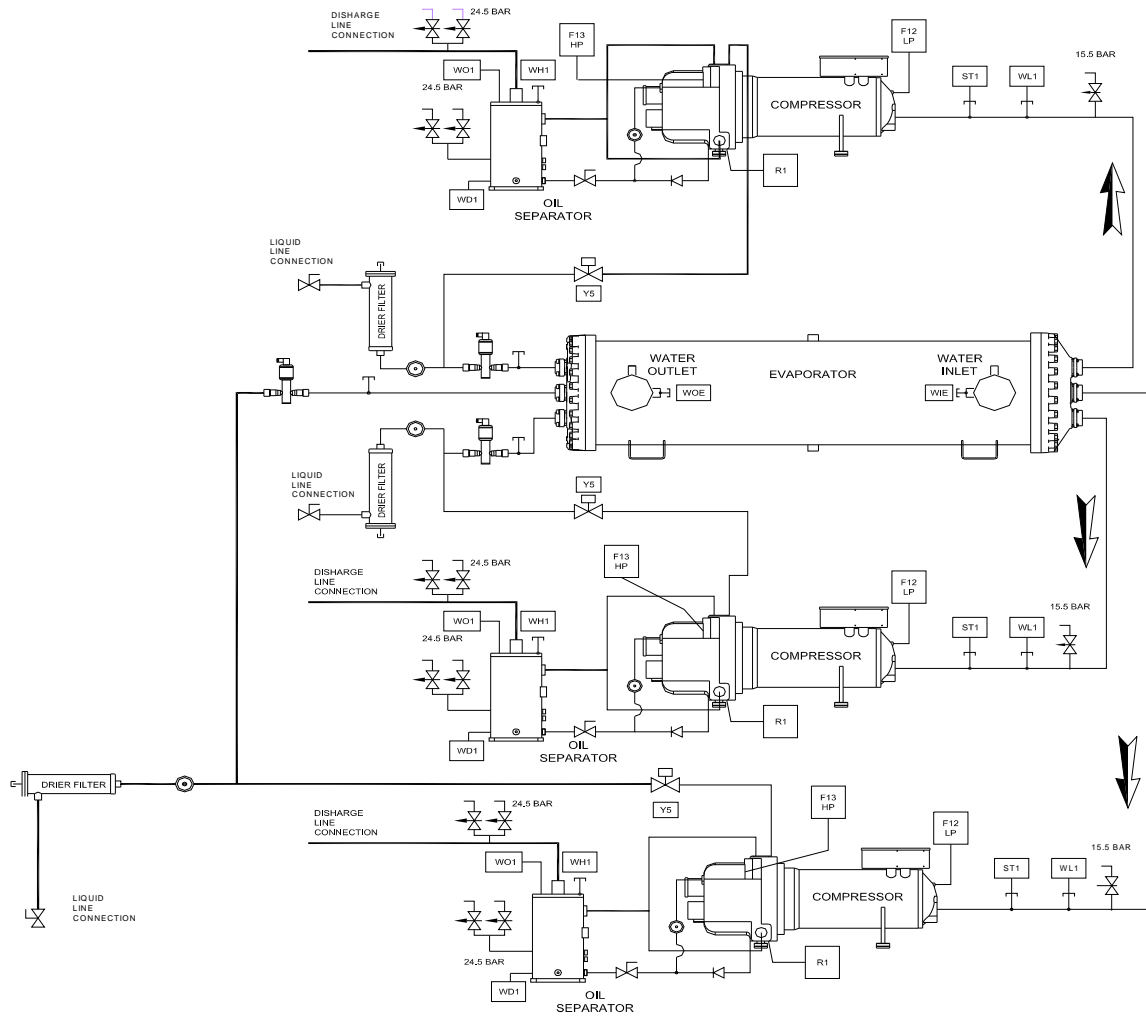 DISHARGE
LINE
CONNECTION
24.5 BAR
F13
HP
F12
LP
WO1
WH1
24.5 BAR
COMPRESSOR
ST1
WL1
15.5 BAR
WD1
OIL
SEPARATOR
R1
LIQUID
LINE
CONNECTION
DRIER FILTER
Y5
WATER
OUTLET
EVAPORATOR
WATER
INLET
WOE
WIE
LIQUID
LINE
CONNECTION
DRIER FILTER
Y5
DISHARGE
LINE
CONNECTION
24.5 BAR
F13
HP
F12
LP
WO1
WH1
24.5 BAR
COMPRESSOR
ST1
WL1
15.5 BAR
WD1
OIL
SEPARATOR
R1
DRIER FILTER
Y5
DISHARGE
LINE
CONNECTION
24.5 BAR
F13
HP
F12
LP
WO1
WH1
COMPRESSOR
ST1
WL1
15.5 BAR
LIQUID
LINE
CONNECTION
24.5 BAR
WD1
OIL
SEPARATOR
R1